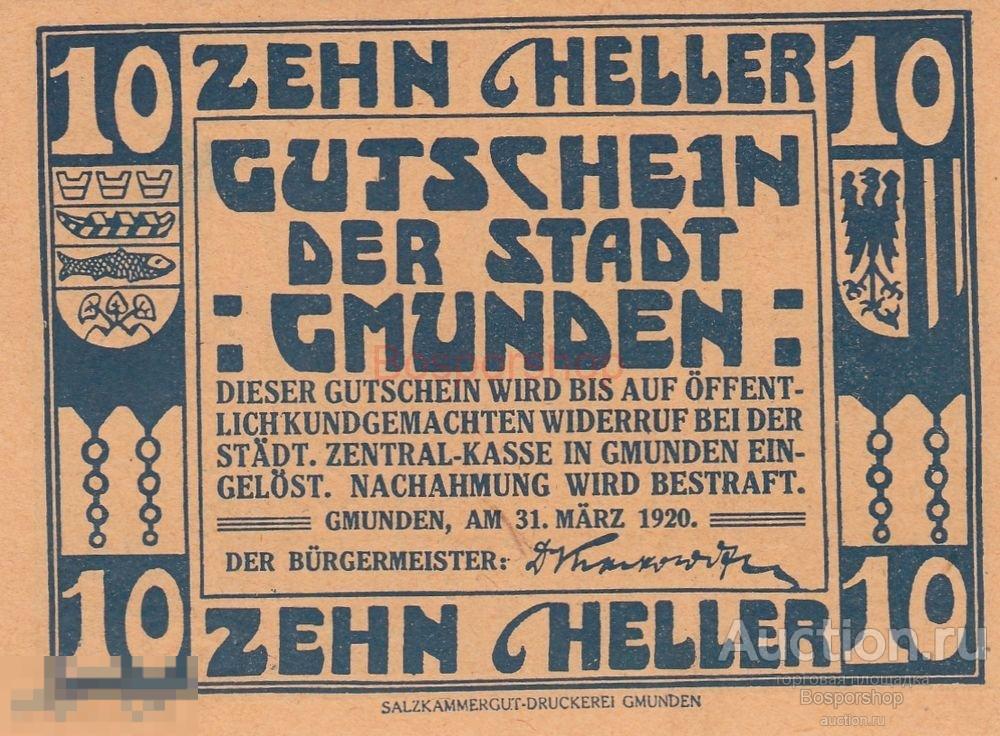 10 ZEHN HELLER 10
GUTSCHEIN
DER STADT
:GMUNDEN:
DIESER GUTSCHEIN WIRD BIS AUF ÖFFENT-
LICH KUNDGEMACHTEN WIDERRUF BEI DER
STÄDT. ZENTRAL-KASSE IN GMUNDEN EIN-
GELÖST. NACHAHMUNG WIRD BESTRAFT.
GMUNDEN, AM 31. MÄRZ 1920.
DER BÜRGERMEISTER:
10 ZEHN HELLER 10
SALZKAMMERGUT-DRUCKEREI GMUNDEN
Bosporshop
Auction.ru
торговая площадка
Bosporshop
auction.ru